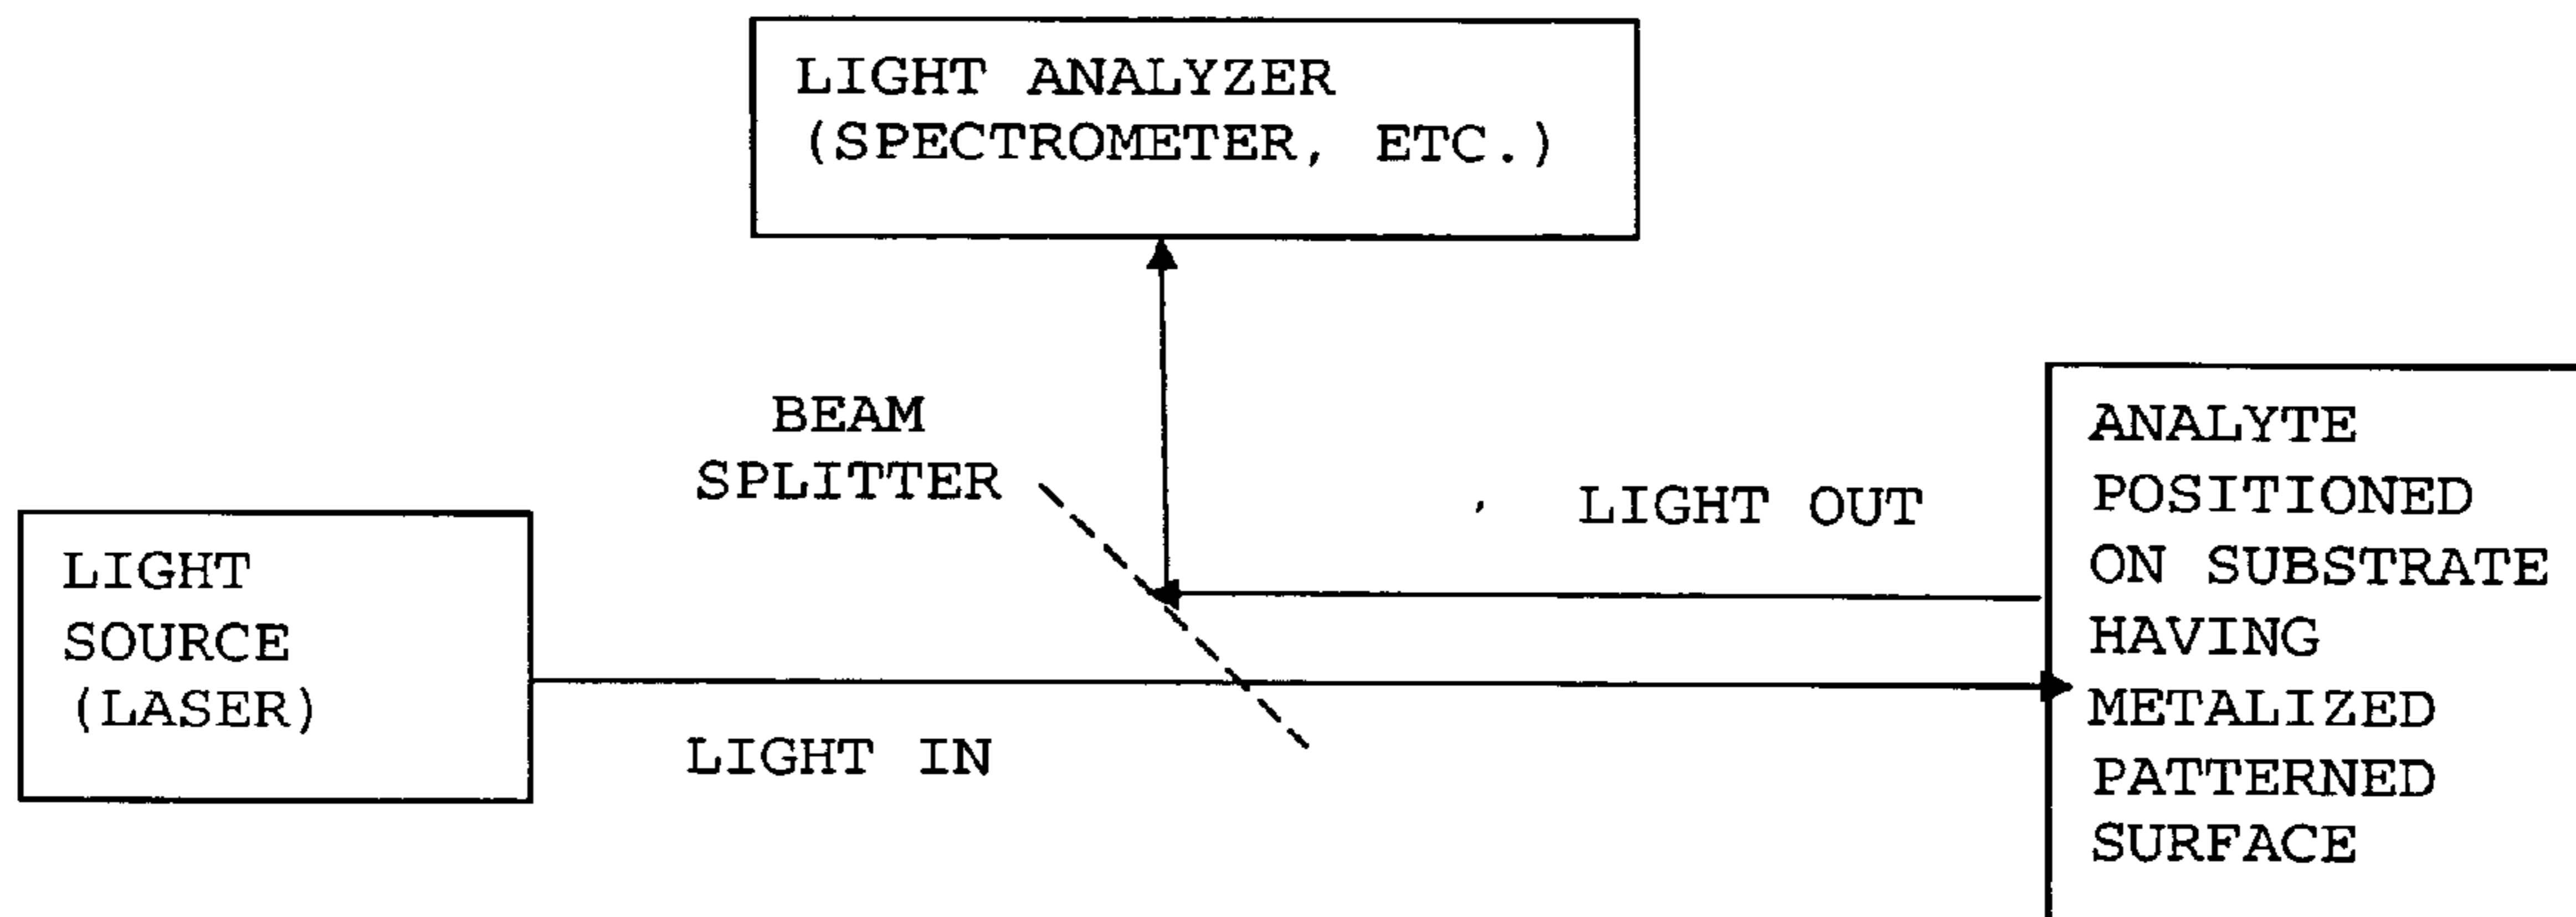 LIGHT ANALYZER
(SPECTROMETER, ETC.)
BEAM
SPLITTER
LIGHT OUT
LIGHT
SOURCE
(LASER)
LIGHT IN
ANALYTE
POSITIONED
ON SUBSTRATE
HAVING
METALIZED
PATTERNED
SURFACE